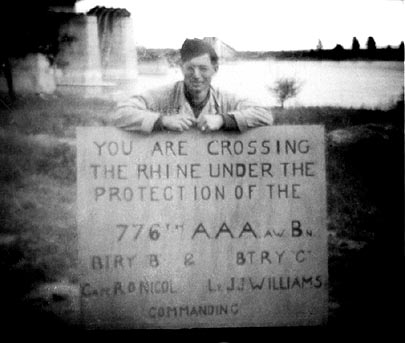 YOU ARE CROSSING
THE RHINE UNDER THE
PROTECTION OF THE
776TH AAA AW BN
BTRY B & BTRY C
CAPT R O NICOL LT J J WILLIAMS
COMMANDING